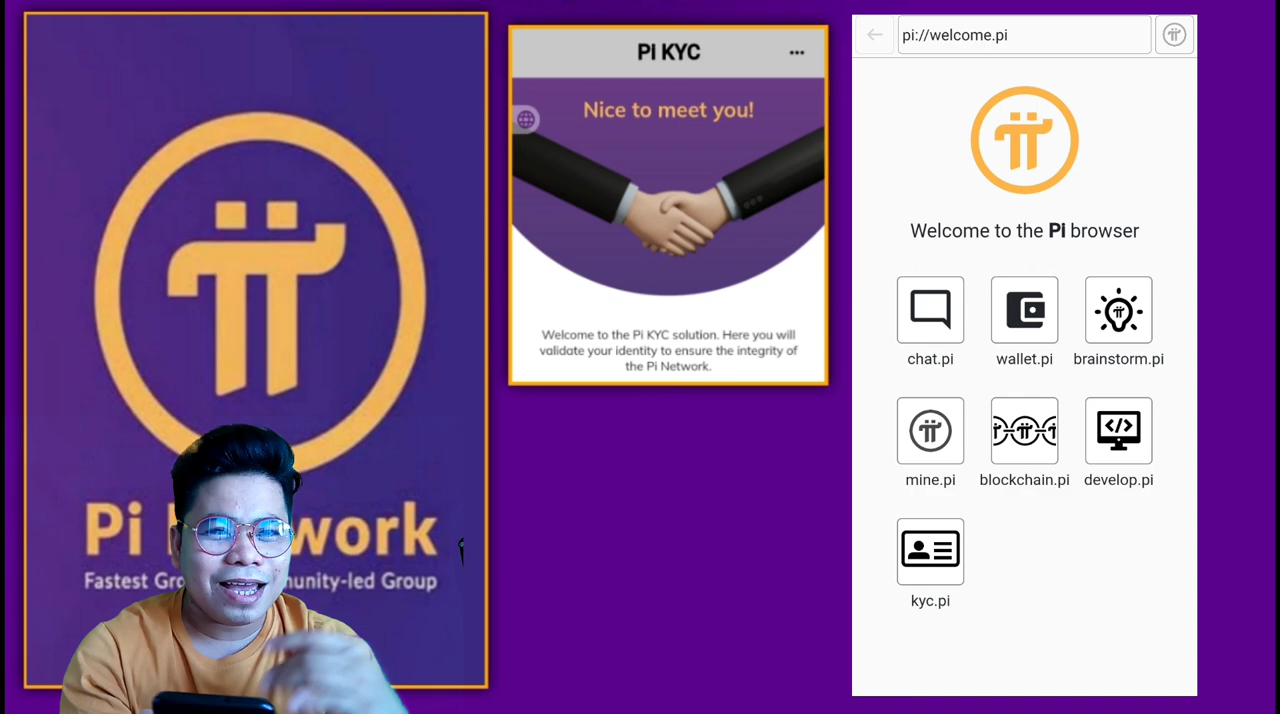 Pi
work
Fastest Gro
unity-led Group
Pi KYC
Nice to meet you!
Welcome to the Pi KYC solution. Here you will
validate your identity to ensure the integrity of
the Pi Network.
pi://welcome.pi
Welcome to the Pi browser
chat.pi
wallet.pi
brainstorm.pi
mine.pi
blockchain.pi
develop.pi
kyc.pi